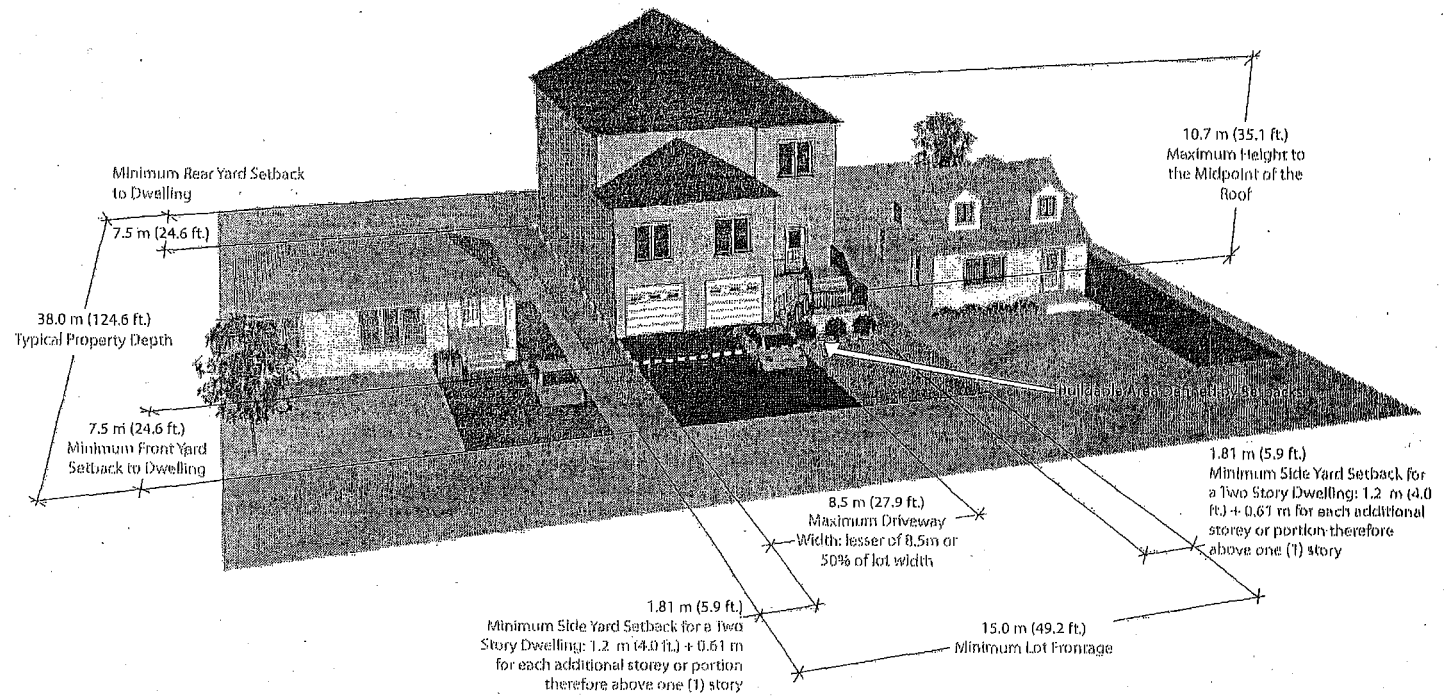 10.7 m (35.1 ft.)
Maximum Height to
the Midpoint of the
Roof
Minimum Rear Yard Setback
to Dwelling
7.5 m (24.6 ft.)
38.0 m (124.6 ft.)
Typical Property Depth
7.5 m (24.6 ft.)
Minimum Front Yard
Setback to Dwelling
Buildable Area Defined by Setbacks
1.81 m (5.9 ft.)
Minimum Side Yard Setback for
a Two Story Dwelling: 1.2 m (4.0
ft.) + 0.61 m for each additional
storey or portion therefore
above one (1) story
8.5 m (27.9 ft.)
Maximum Driveway
Width: lesser of 8.5m or
50% of lot width
1.81 m (5.9 ft.)
Minimum Side Yard Setback for a Two
Story Dwelling: 1.2 m (4.0 ft.) + 0.61 m
for each additional storey or portion
therefore above one (1) story
15.0 m (49.2 ft.)
Minimum Lot Frontage